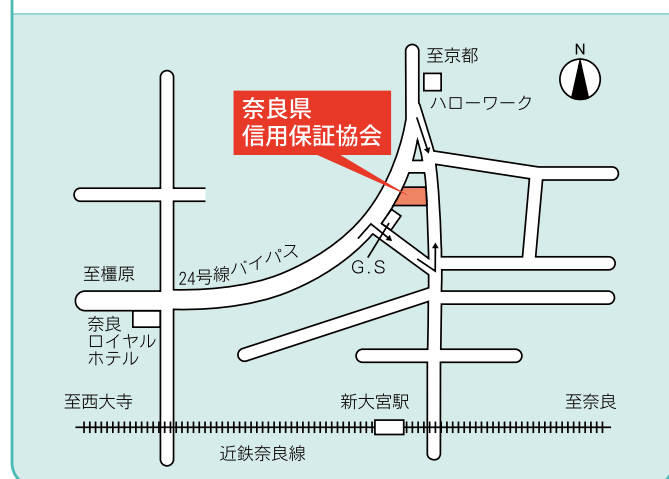 至京都
N
ハローワーク
奈良県
信用保証協会
G.S
24号線バイパス
至橿原
奈良
ロイヤル
ホテル
至西大寺
新大宮駅
至奈良
近鉄奈良線